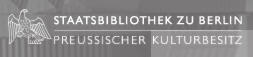 STAATSBIBLIOTHEK ZU BERLIN
PREUSSISCHER KULTURBESITZ